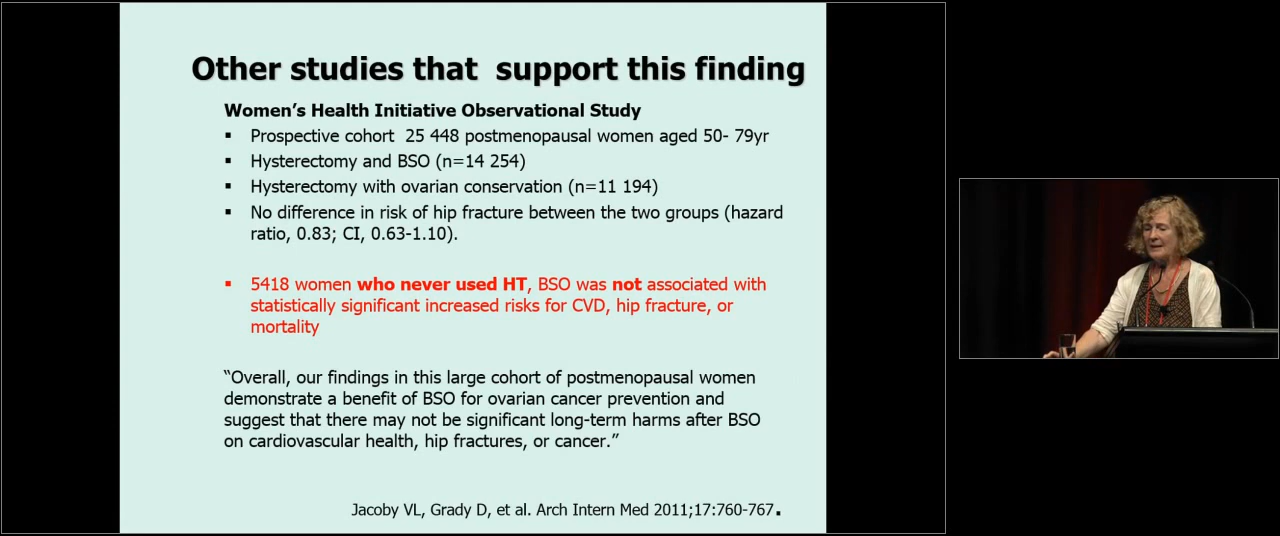 Other studies that support this finding
Women's Health Initiative Observational Study
▪ Prospective cohort 25 448 postmenopausal women aged 50- 79yr
▪ Hysterectomy and BSO (n=14 254)
▪ Hysterectomy with ovarian conservation (n=11 194)
▪ No difference in risk of hip fracture between the two groups (hazard
ratio, 0.83; CI, 0.63-1.10).
▪ 5418 women who never used HT, BSO was not associated with
statistically significant increased risks for CVD, hip fracture, or
mortality
“Overall, our findings in this large cohort of postmenopausal women
demonstrate a benefit of BSO for ovarian cancer prevention and
suggest that there may not be significant long-term harms after BSO
on cardiovascular health, hip fractures, or cancer.”
Jacoby VL, Grady D, et al. Arch Intern Med 2011;17:760-767.